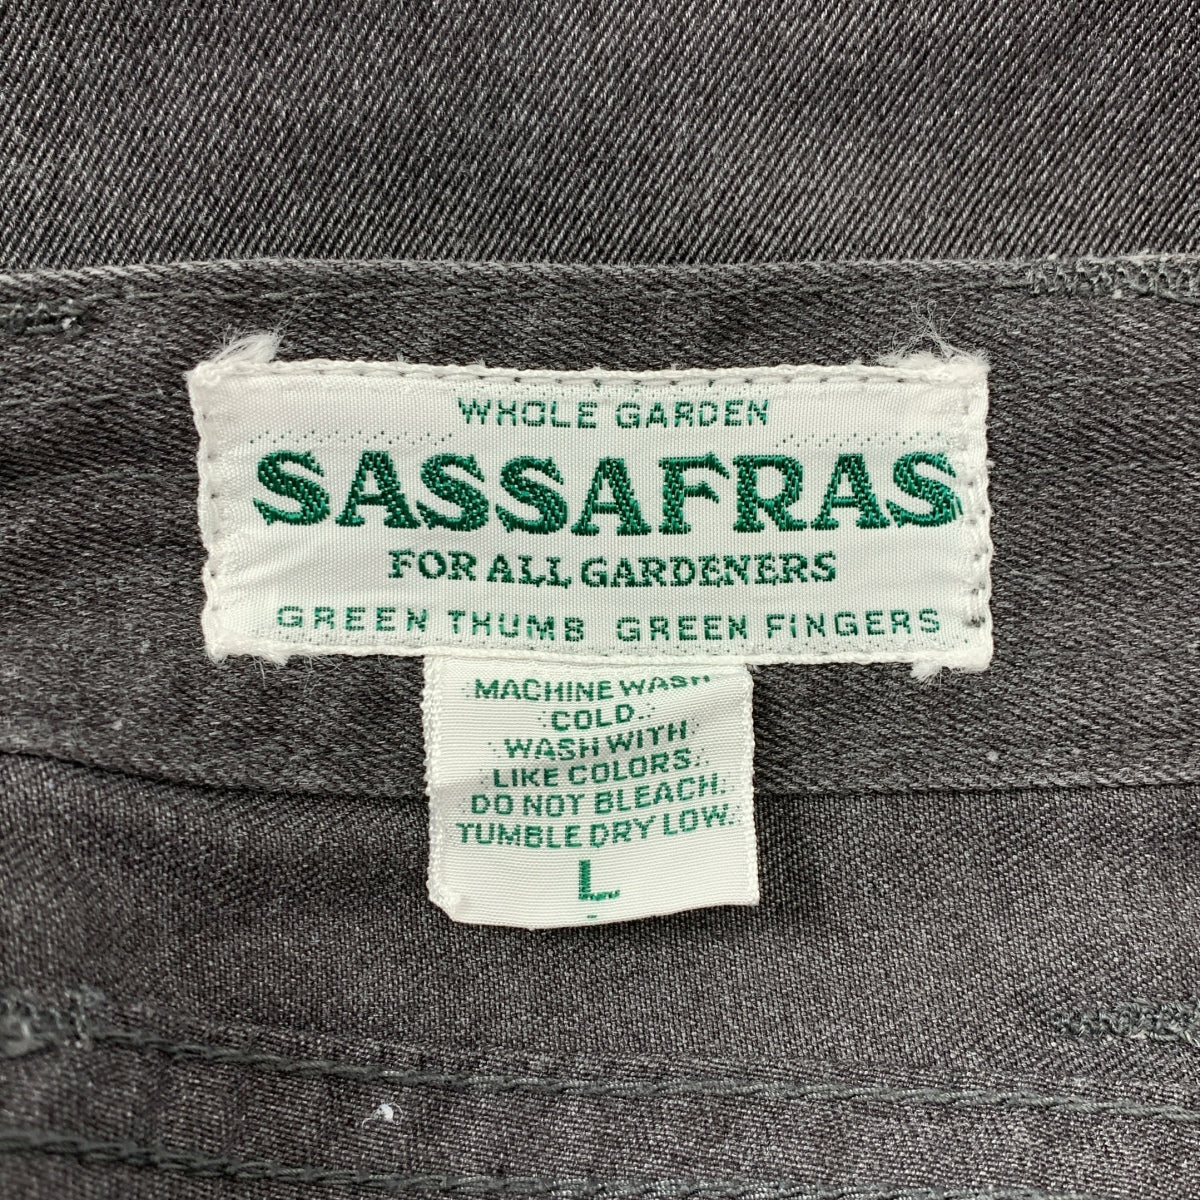 WHOLE GARDEN
SASSAFRAS
FOR ALL GARDENERS
GREEN THUMB GREEN FINGERS
MACHINE WASH
COLD.
WASH WITH
LIKE COLORS.
DO NOT BLEACH.
TUMBLE DRY LOW.
L